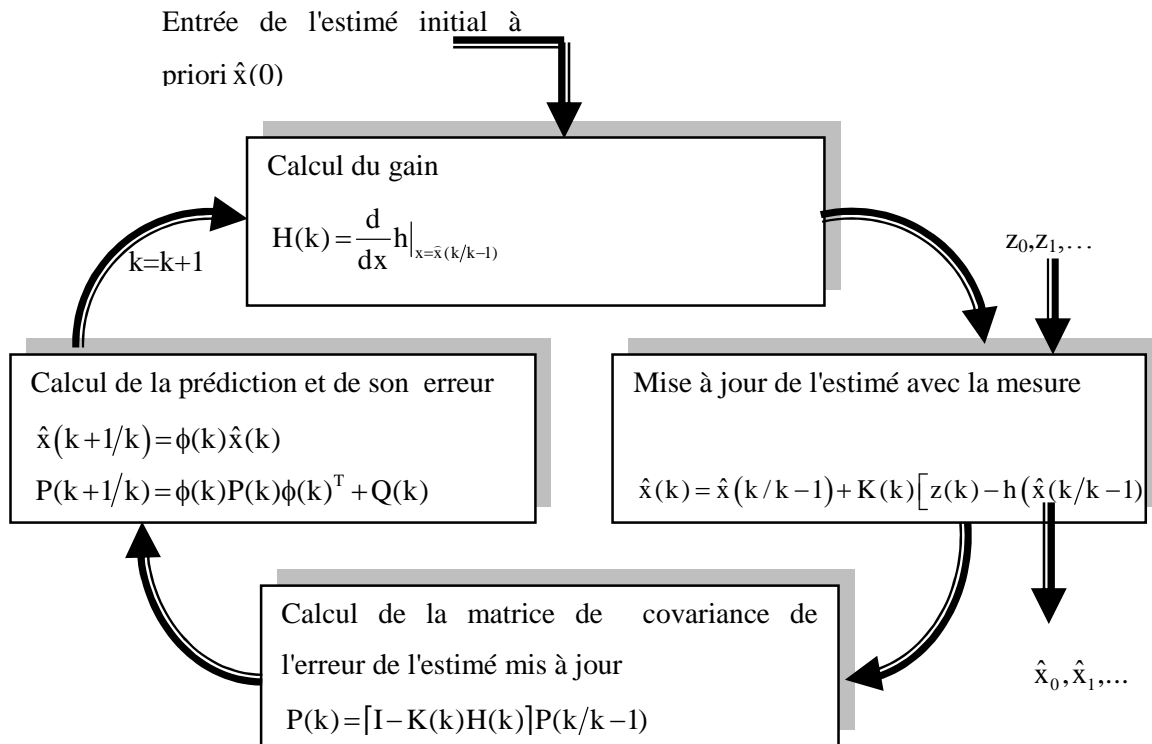 Entrée de l'estimé initial à
priori x̂(0)
Calcul du gain
H(k) = d/dx h|x=x̂(k/k−1)
k=k+1
z₀,z₁,…
Calcul de la prédiction et de son erreur
x̂(k+1/k)=ϕ(k)x̂(k)
P(k+1/k)=ϕ(k)P(k)ϕ(k)ᵀ+Q(k)
Mise à jour de l'estimé avec la mesure
x̂(k) = x̂(k/k−1)+K(k)[z(k)−h(x̂(k/k−1)
Calcul de la matrice de covariance de
l'erreur de l'estimé mis à jour
P(k)=[I−K(k)H(k)]P(k/k−1)
x̂₀,x̂₁,...